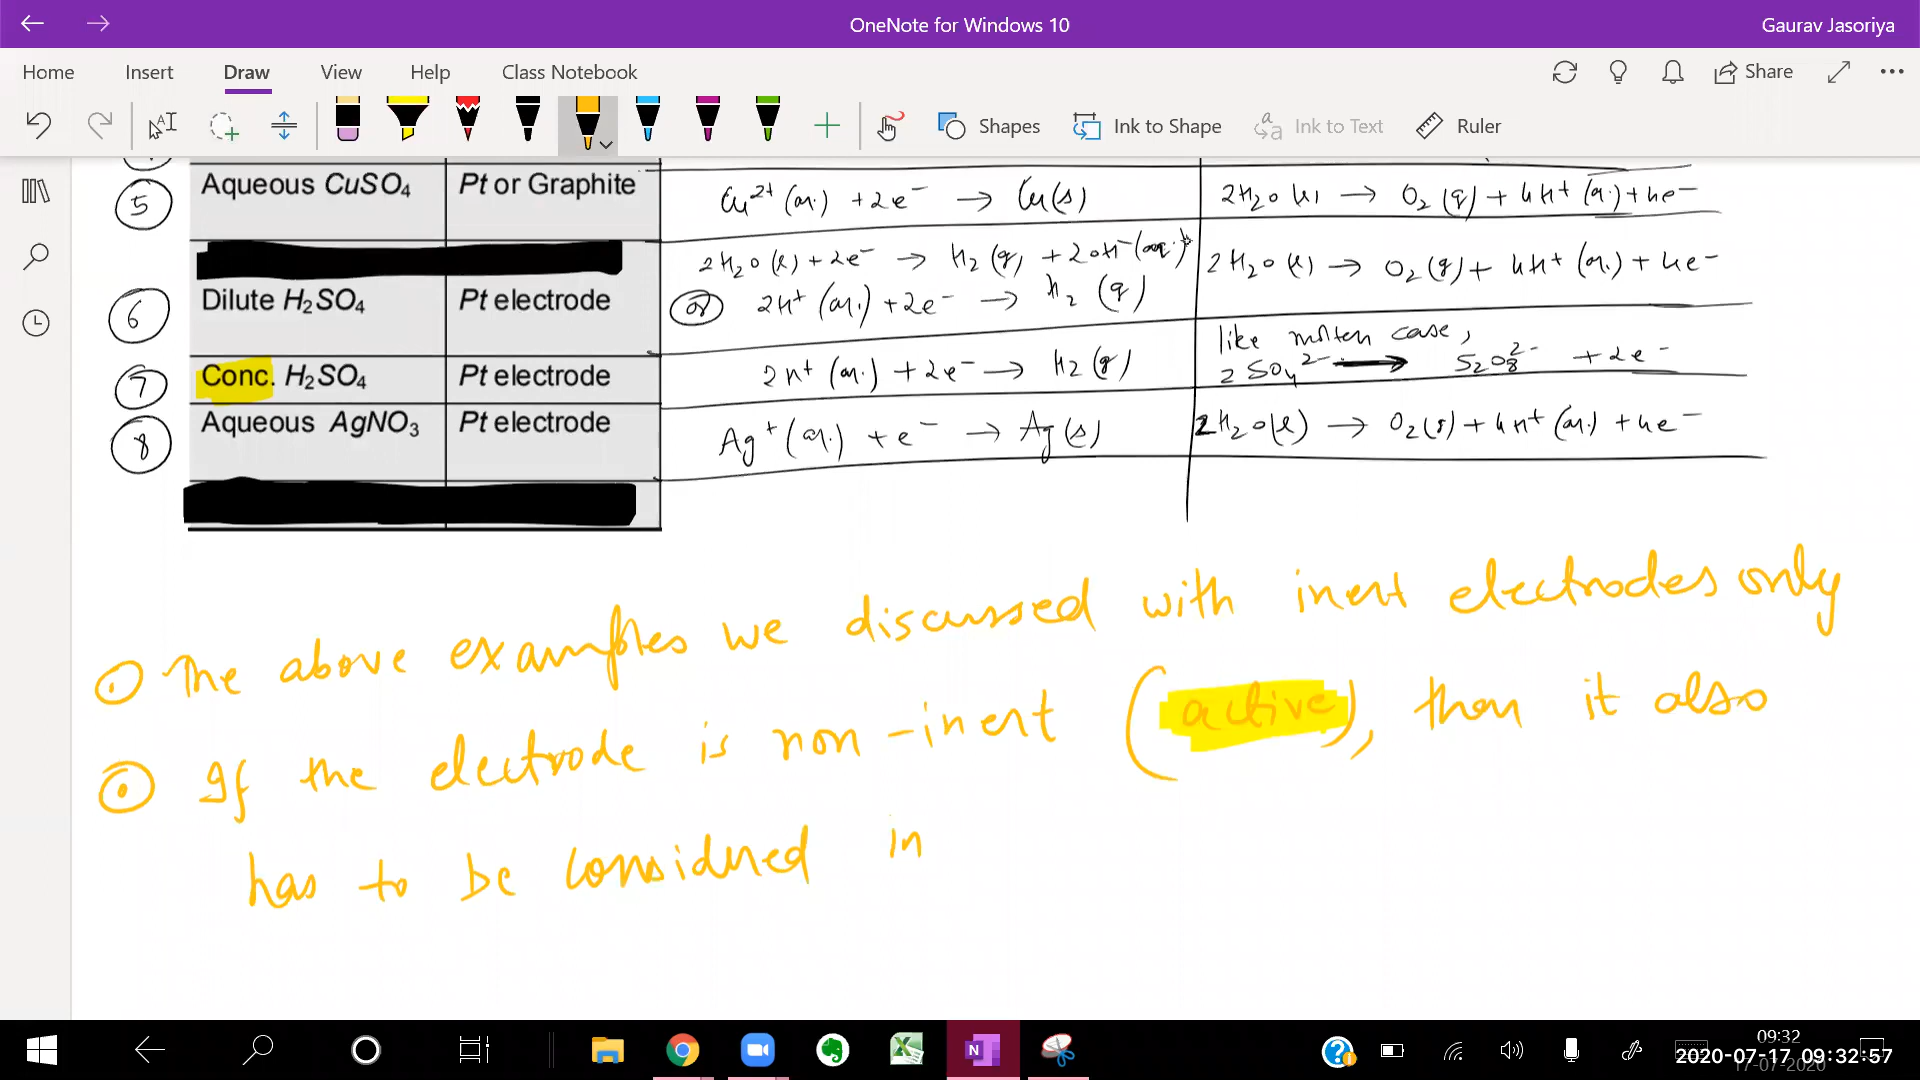 OneNote for Windows 10
Gaurav Jasoriya
Home Insert Draw View Help Class Notebook
Share
Shapes Ink to Shape Ink to Text Ruler
5 Aqueous CuSO4 Pt or Graphite Cu2+ (aq.) + 2e− → Cu(s) 2H2O (l) → O2 (g) + 4H+ (aq.) + 4e−
2H2O (l) + 2e− → H2 (g) + 2OH− (aq.) 2H2O (l) → O2 (g) + 4H+ (aq.) + 4e−
6 Dilute H2SO4 Pt electrode or 2H+ (aq.) + 2e− → H2 (g)
like molten case,
7 Conc. H2SO4 Pt electrode 2H+ (aq.) + 2e− → H2 (g) 2SO4 2− → S2O8 2− + 2e−
8 Aqueous AgNO3 Pt electrode Ag+ (aq.) + e− → Ag (s) 2H2O(l) → O2(g) + 4H+ (aq.) + 4e−
The above examples we discussed with inert electrodes only
If the electrode is non-inert (active), then it also
has to be considered in
09:32
17-07-2020
2020-07-17 09:32:57